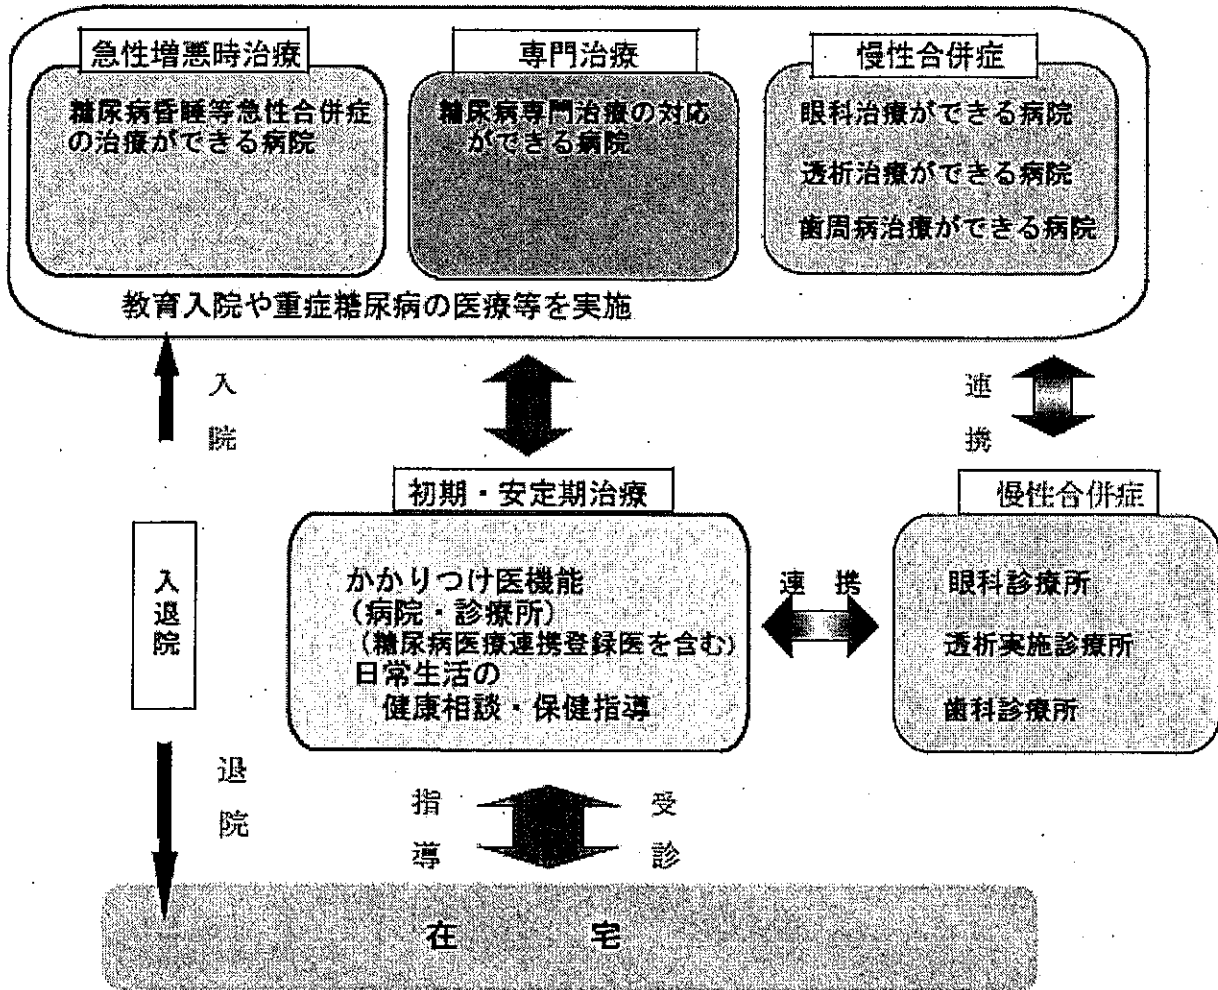 急性増悪時治療
糖尿病昏睡等急性合併症
の治療ができる病院
専門治療
糖尿病専門治療の対応
ができる病院
慢性合併症
眼科治療ができる病院
透析治療ができる病院
歯周病治療ができる病院
教育入院や重症糖尿病の医療等を実施
入院
連携
初期・安定期治療
かかりつけ医機能
(病院・診療所)
(糖尿病医療連携登録医を含む)
日常生活の
健康相談・保健指導
連携
慢性合併症
眼科診療所
透析実施診療所
歯科診療所
入退院
退院
指導
受診
在宅